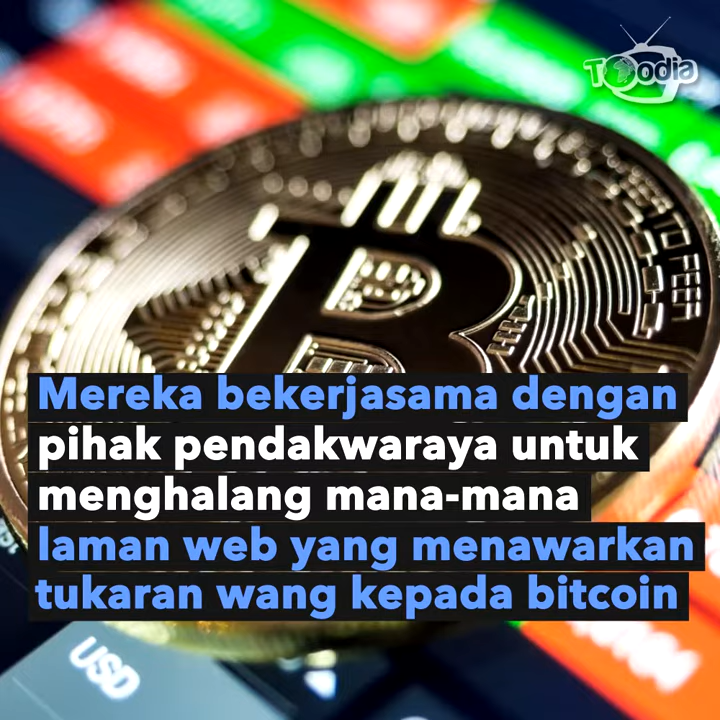 Toodia
Mereka bekerjasama dengan
pihak pendakwaraya untuk
menghalang mana-mana
laman web yang menawarkan
tukaran wang kepada bitcoin
USD